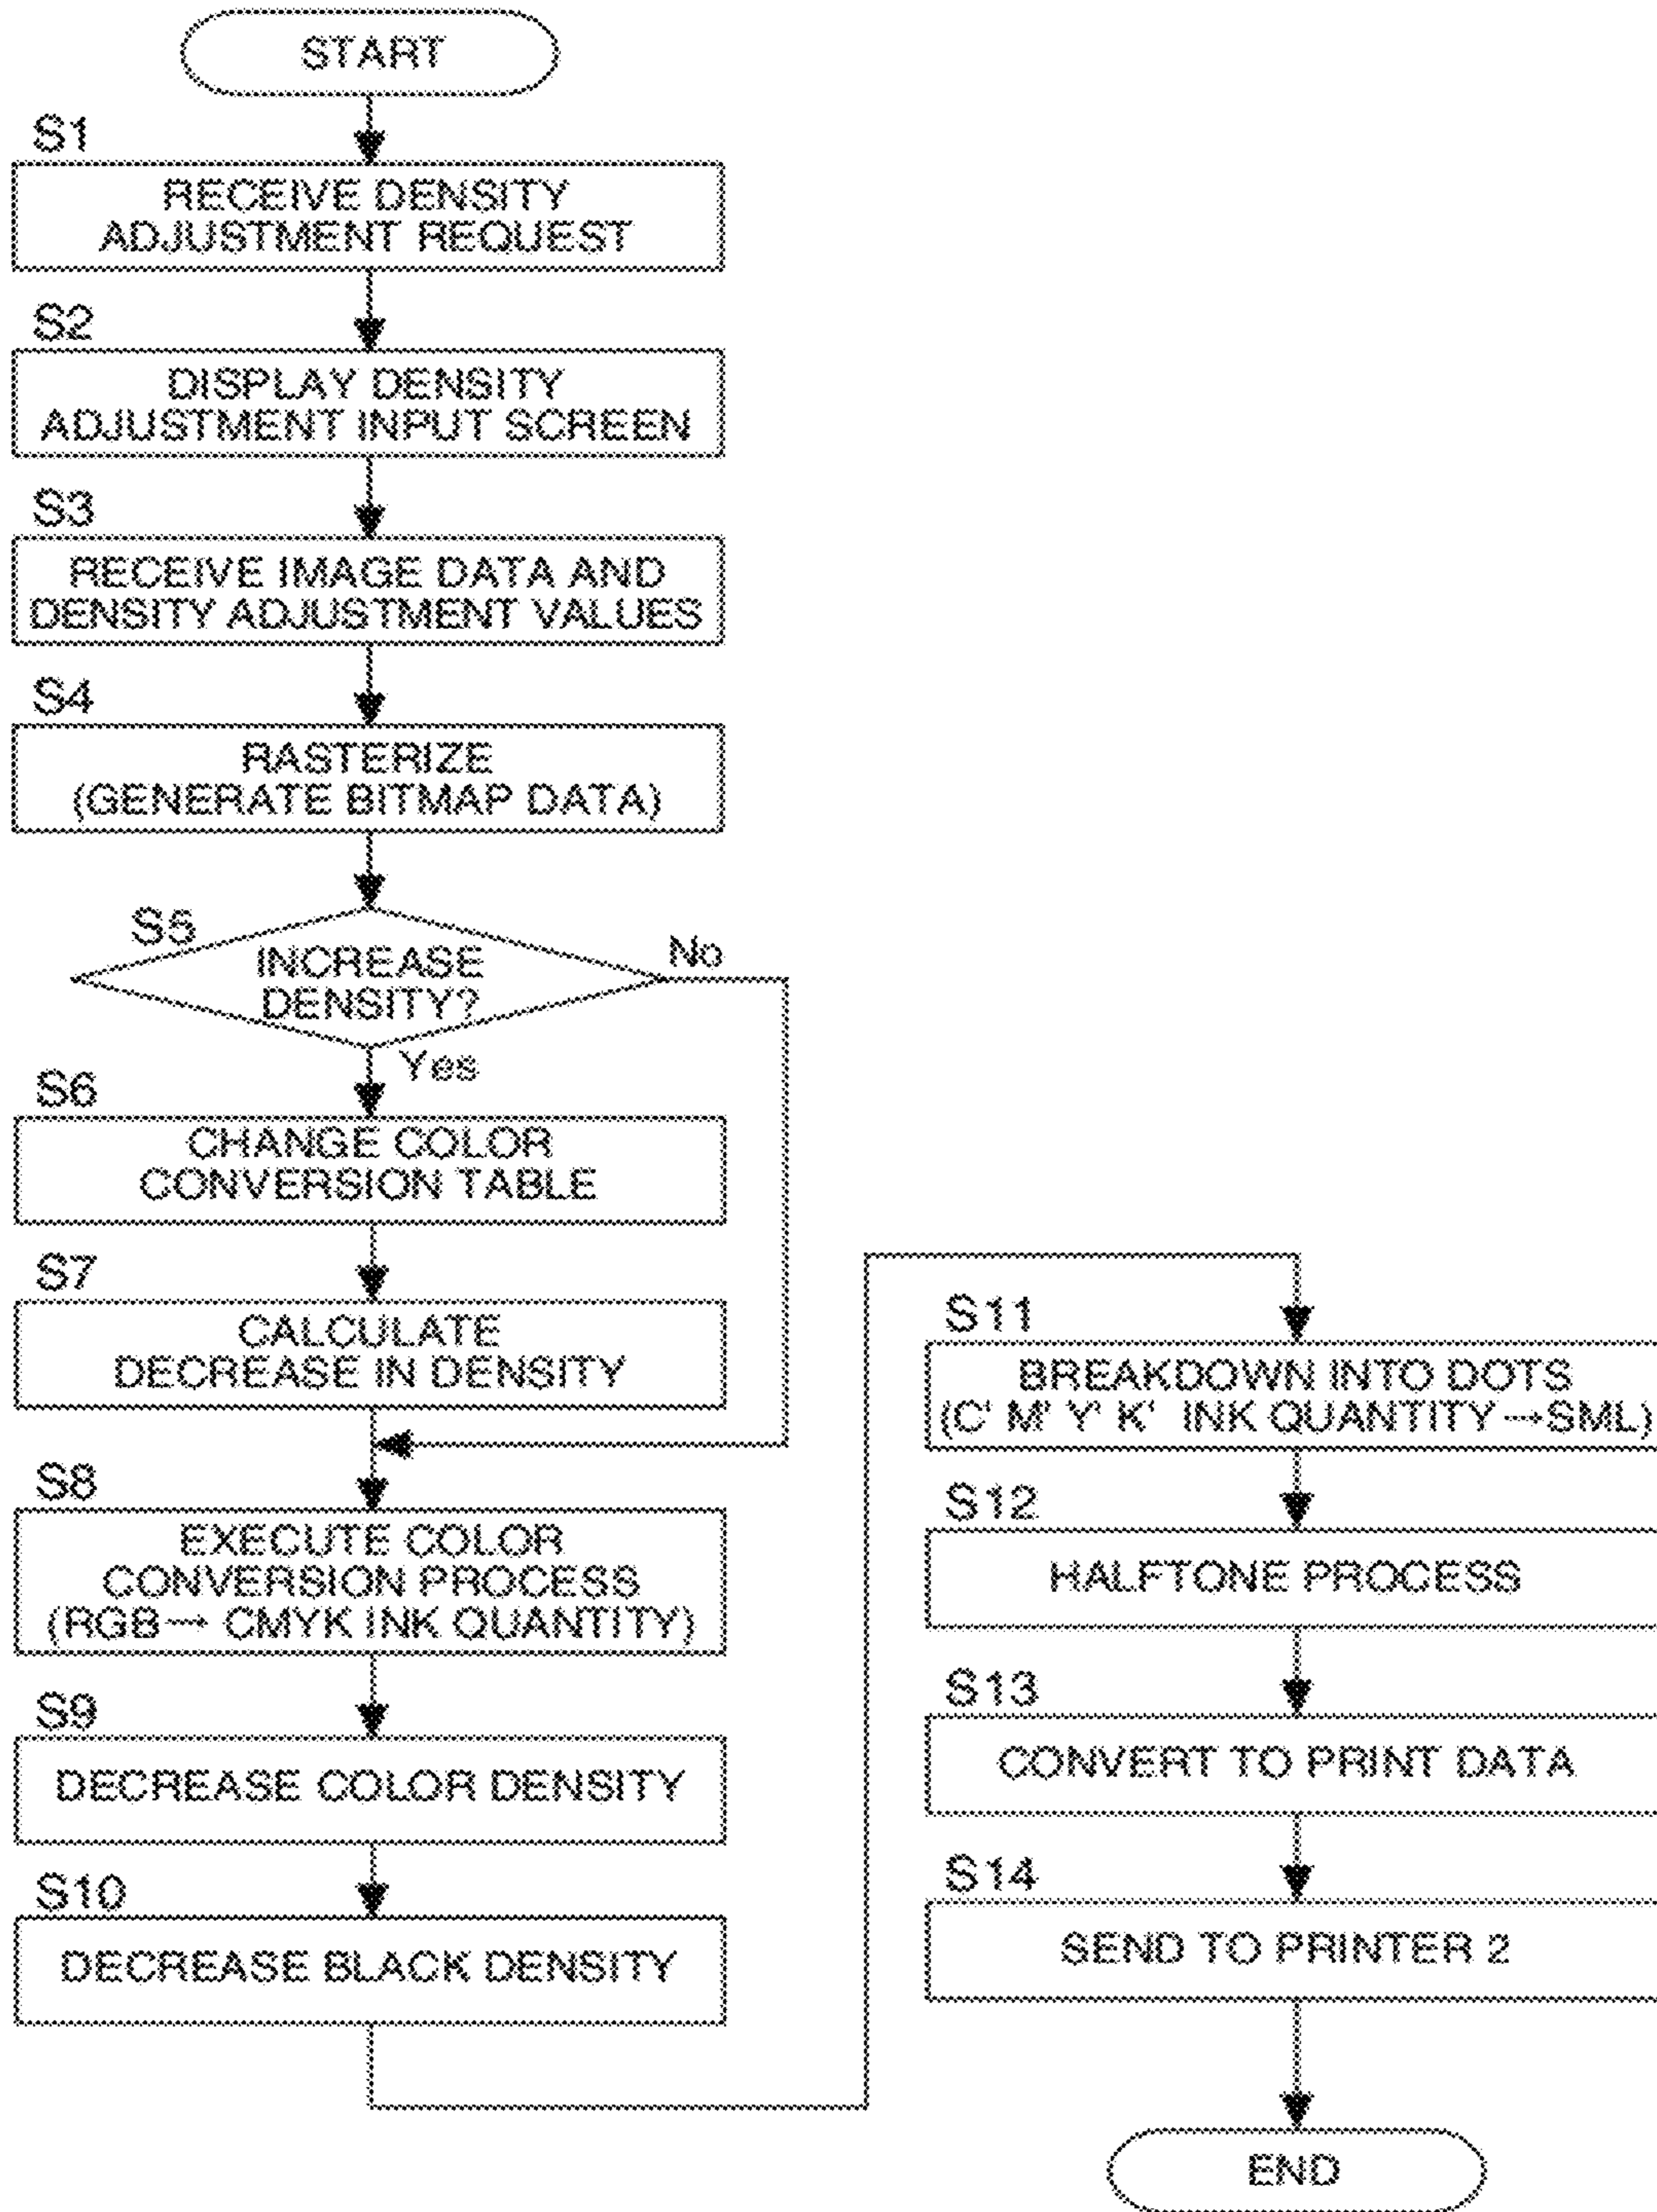 START
S1
RECEIVE DENSITY
ADJUSTMENT REQUEST
S2
DISPLAY DENSITY
ADJUSTMENT INPUT SCREEN
S3
RECEIVE IMAGE DATA AND
DENSITY ADJUSTMENT VALUES
S4
RASTERIZE
(GENERATE BITMAP DATA)
S5
INCREASE
DENSITY?
No
Yes
S6
CHANGE COLOR
CONVERSION TABLE
S7
CALCULATE
DECREASE IN DENSITY
S8
EXECUTE COLOR
CONVERSION PROCESS
(RGB→ CMYK INK QUANTITY)
S9
DECREASE COLOR DENSITY
S10
DECREASE BLACK DENSITY
S11
BREAKDOWN INTO DOTS
(C' M' Y' K' INK QUANTITY→SML)
S12
HALFTONE PROCESS
S13
CONVERT TO PRINT DATA
S14
SEND TO PRINTER 2
END